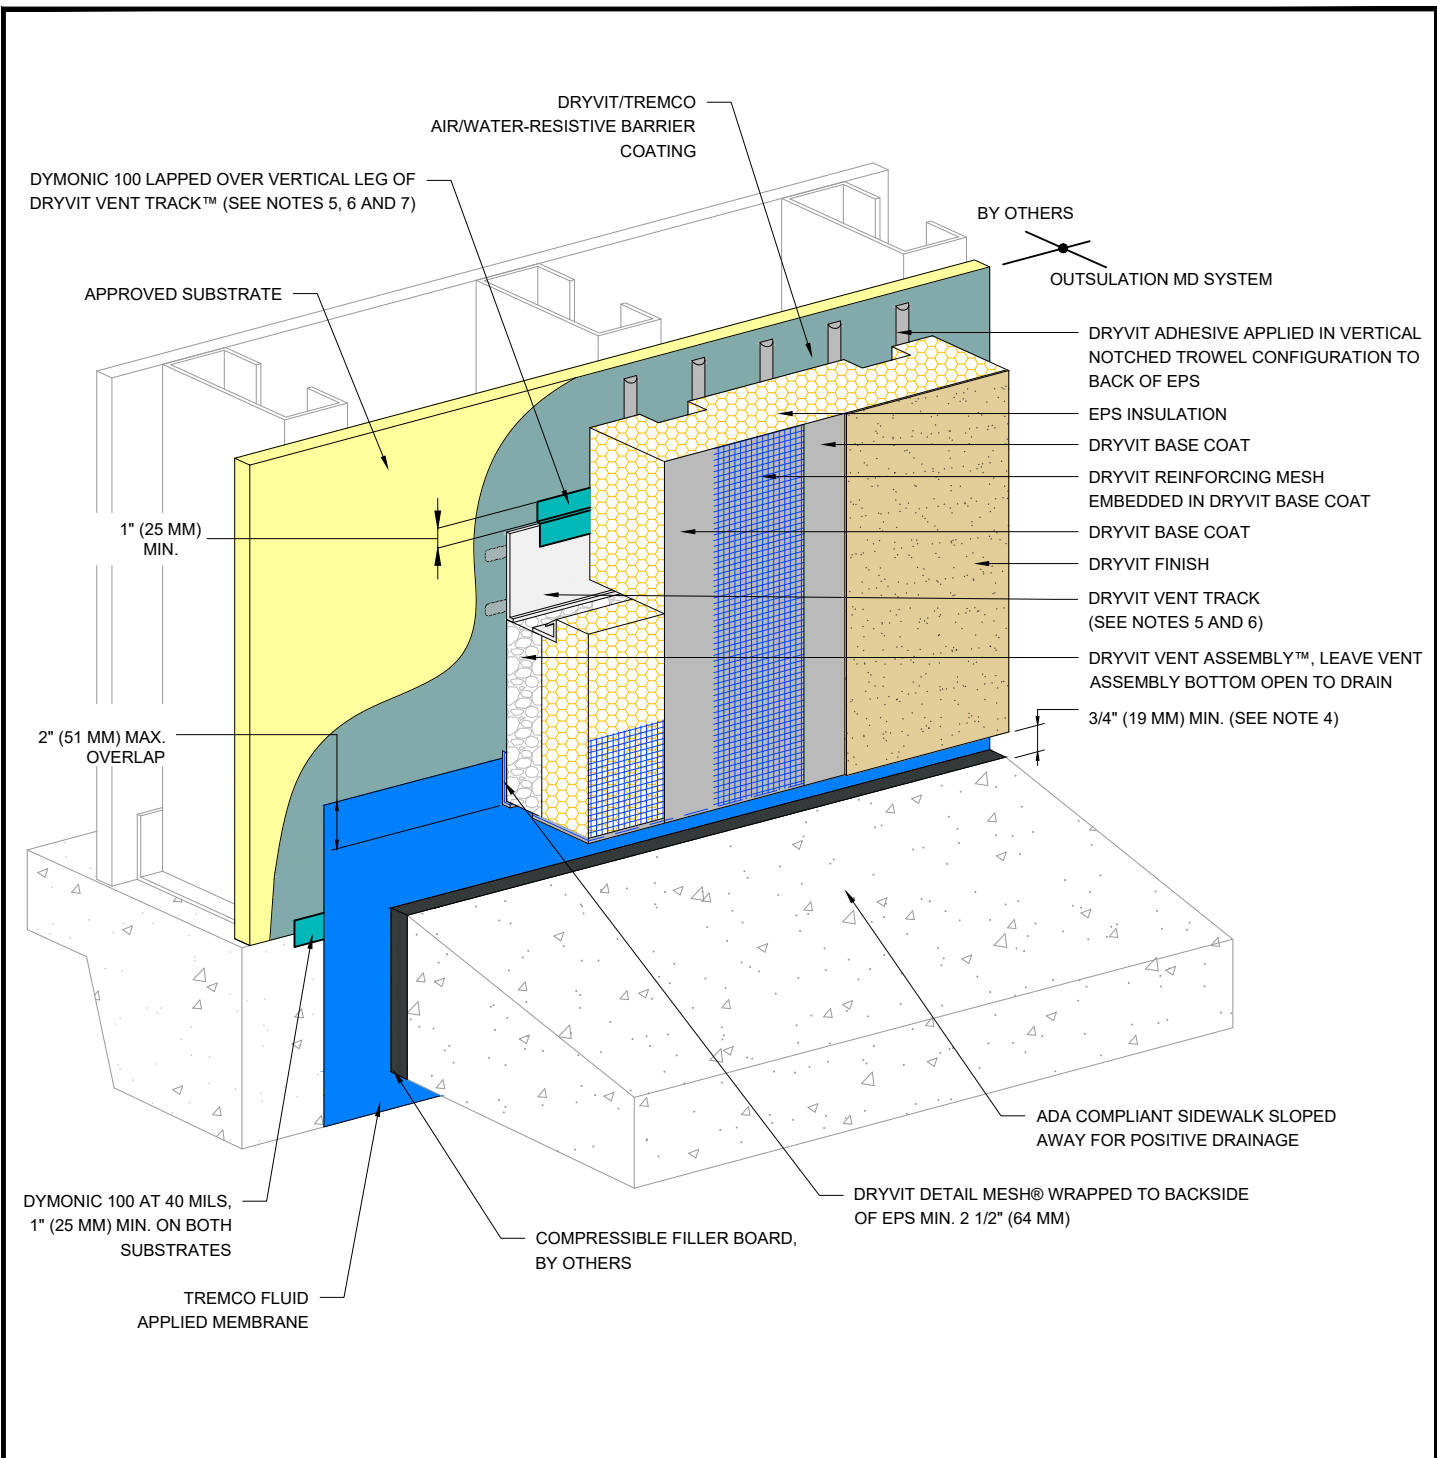 DRYVIT/TREMCO
AIR/WATER-RESISTIVE BARRIER
COATING
DYMONIC 100 LAPPED OVER VERTICAL LEG OF
DRYVIT VENT TRACK™ (SEE NOTES 5, 6 AND 7)
BY OTHERS
OUTSULATION MD SYSTEM
APPROVED SUBSTRATE
DRYVIT ADHESIVE APPLIED IN VERTICAL
NOTCHED TROWEL CONFIGURATION TO
BACK OF EPS
EPS INSULATION
DRYVIT BASE COAT
DRYVIT REINFORCING MESH
EMBEDDED IN DRYVIT BASE COAT
DRYVIT BASE COAT
DRYVIT FINISH
1" (25 MM)
MIN.
DRYVIT VENT TRACK
(SEE NOTES 5 AND 6)
DRYVIT VENT ASSEMBLY™, LEAVE VENT
ASSEMBLY BOTTOM OPEN TO DRAIN
3/4" (19 MM) MIN. (SEE NOTE 4)
2" (51 MM) MAX.
OVERLAP
ADA COMPLIANT SIDEWALK SLOPED
AWAY FOR POSITIVE DRAINAGE
DRYVIT DETAIL MESH® WRAPPED TO BACKSIDE
OF EPS MIN. 2 1/2" (64 MM)
DYMONIC 100 AT 40 MILS,
1" (25 MM) MIN. ON BOTH
SUBSTRATES
COMPRESSIBLE FILLER BOARD,
BY OTHERS
TREMCO FLUID
APPLIED MEMBRANE